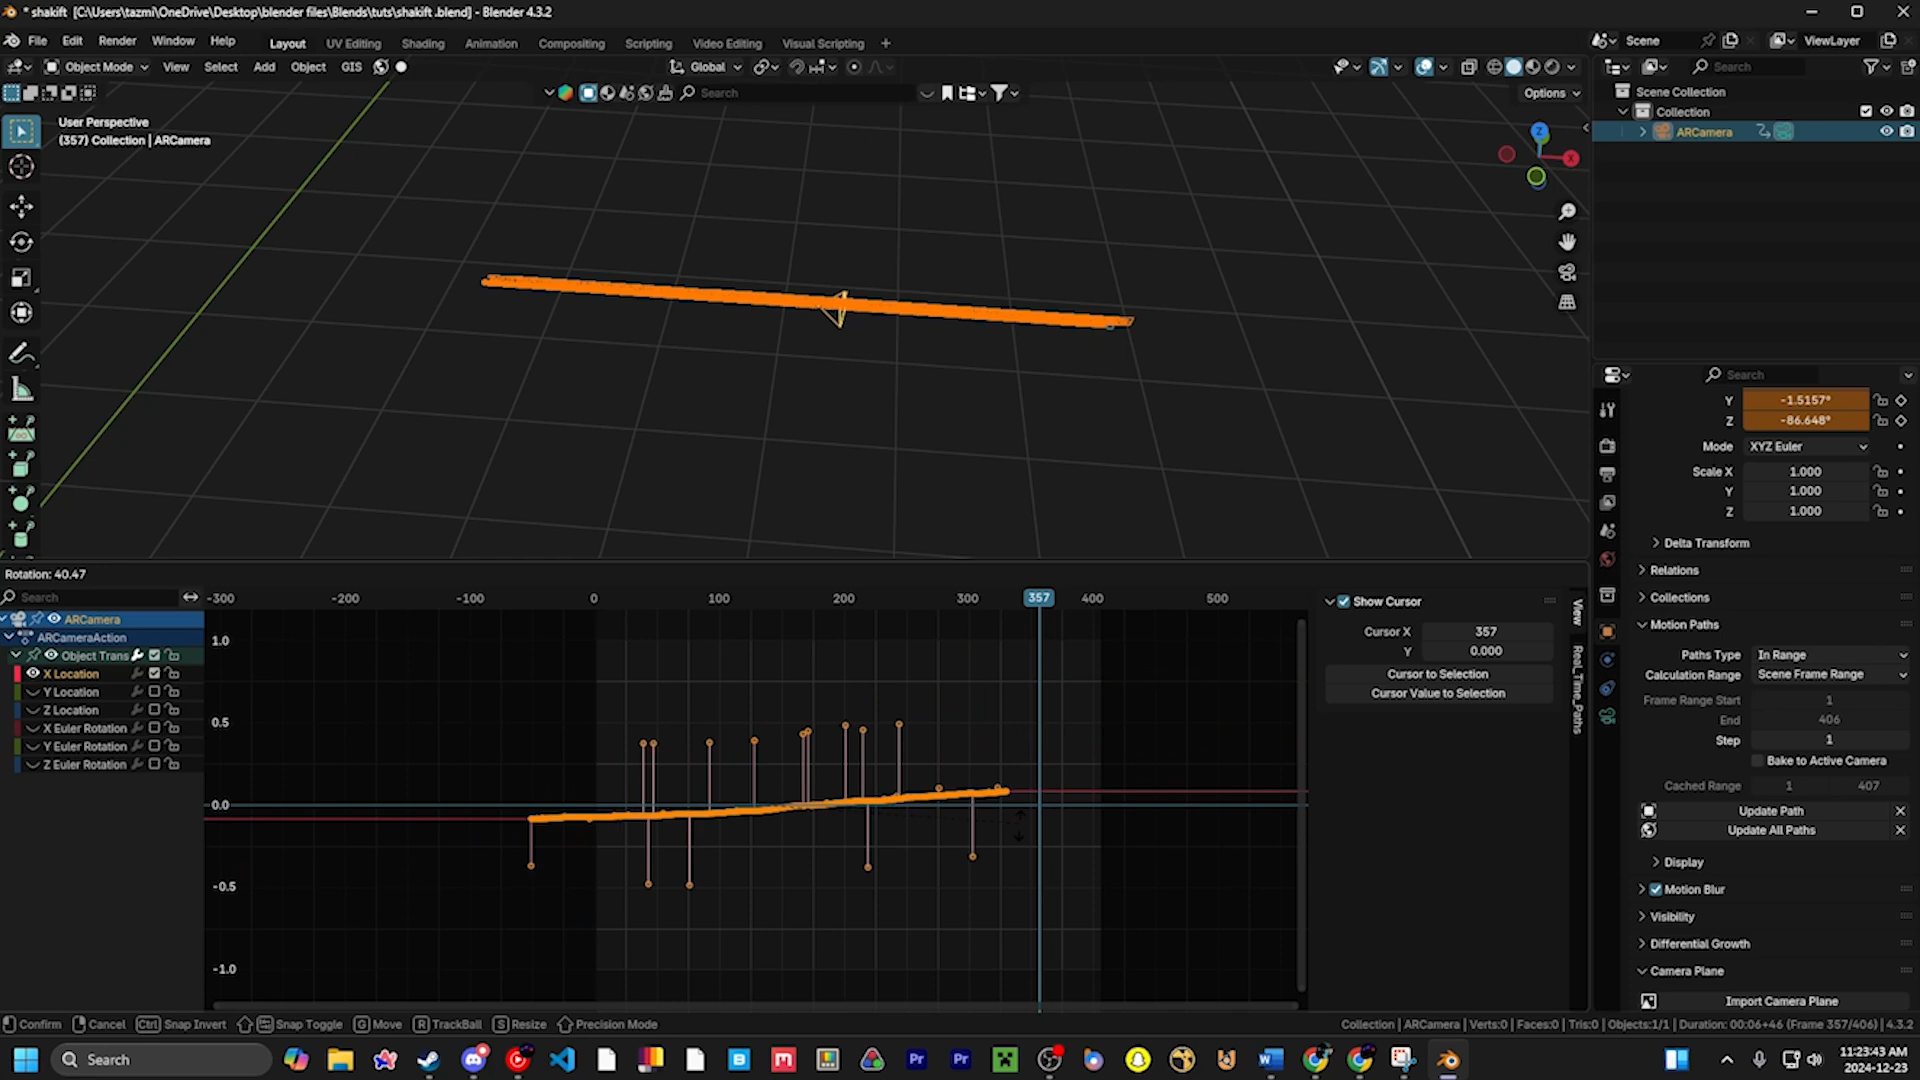 * shakift [C:\Users\tazmi\OneDrive\Desktop\blender files\Blends\tuts\shakift .blend] - Blender 4.3.2
File Edit Render Window Help Layout UV Editing Shading Animation Compositing Scripting Video Editing Visual Scripting +
Scene ViewLayer
Object Mode View Select Add Object GIS Global
Search
Search
Options
User Perspective
(357) Collection | ARCamera
Z
X
Scene Collection
Collection
ARCamera
Search
Y -1.5157°
Z -86.648°
Mode XYZ Euler
Scale X 1.000
Y 1.000
Z 1.000
Delta Transform
Relations
Collections
Motion Paths
Paths Type In Range
Calculation Range Scene Frame Range
Frame Range Start 1
End 406
Step 1
Bake to Active Camera
Cached Range 1 407
Update Path
Update All Paths
Display
Motion Blur
Visibility
Differential Growth
Camera Plane
Import Camera Plane
Rotation: 40.47
Search
ARCamera
ARCameraAction
Object Trans
X Location
Y Location
Z Location
X Euler Rotation
Y Euler Rotation
Z Euler Rotation
-300 -200 -100 0 100 200 300 357 400 500
1.0
0.5
0.0
-0.5
-1.0
Show Cursor
Cursor X 357
Y 0.000
Cursor to Selection
Cursor Value to Selection
View
Real_Time_Paths
Confirm Cancel Ctrl Snap Invert Snap Toggle G Move R TrackBall S Resize Precision Mode
Collection | ARCamera | Verts:0 | Faces:0 | Tris:0 | Objects:1/1 | Duration: 00:06+46 (Frame 357/406) | 4.3.2
Search
Pr
Pr
11:23:43 AM
2024-12-23